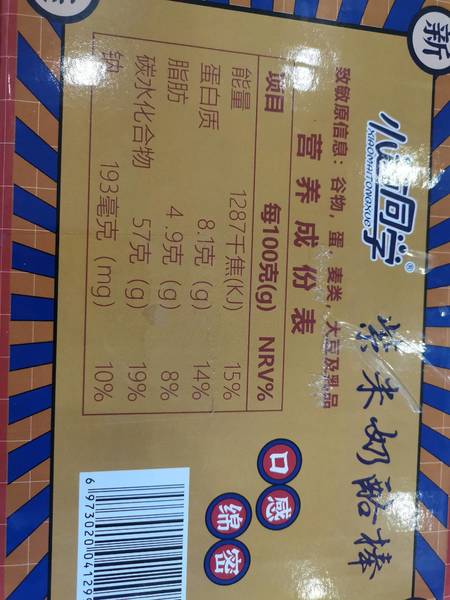 新
小麦同学®
XIAOMAITONGXUE
紫米奶酪棒
致敏原信息：谷物，蛋，麦类，大豆及乳品
营养成份表
项目 每100克(g) NRV%
能量 1287千焦(KJ) 15%
蛋白质 8.1克 (g) 14%
脂肪 4.9克 (g) 8%
碳水化合物 57克 (g) 19%
钠 193毫克 (mg) 10%
口感
绵密
6 973020 04129